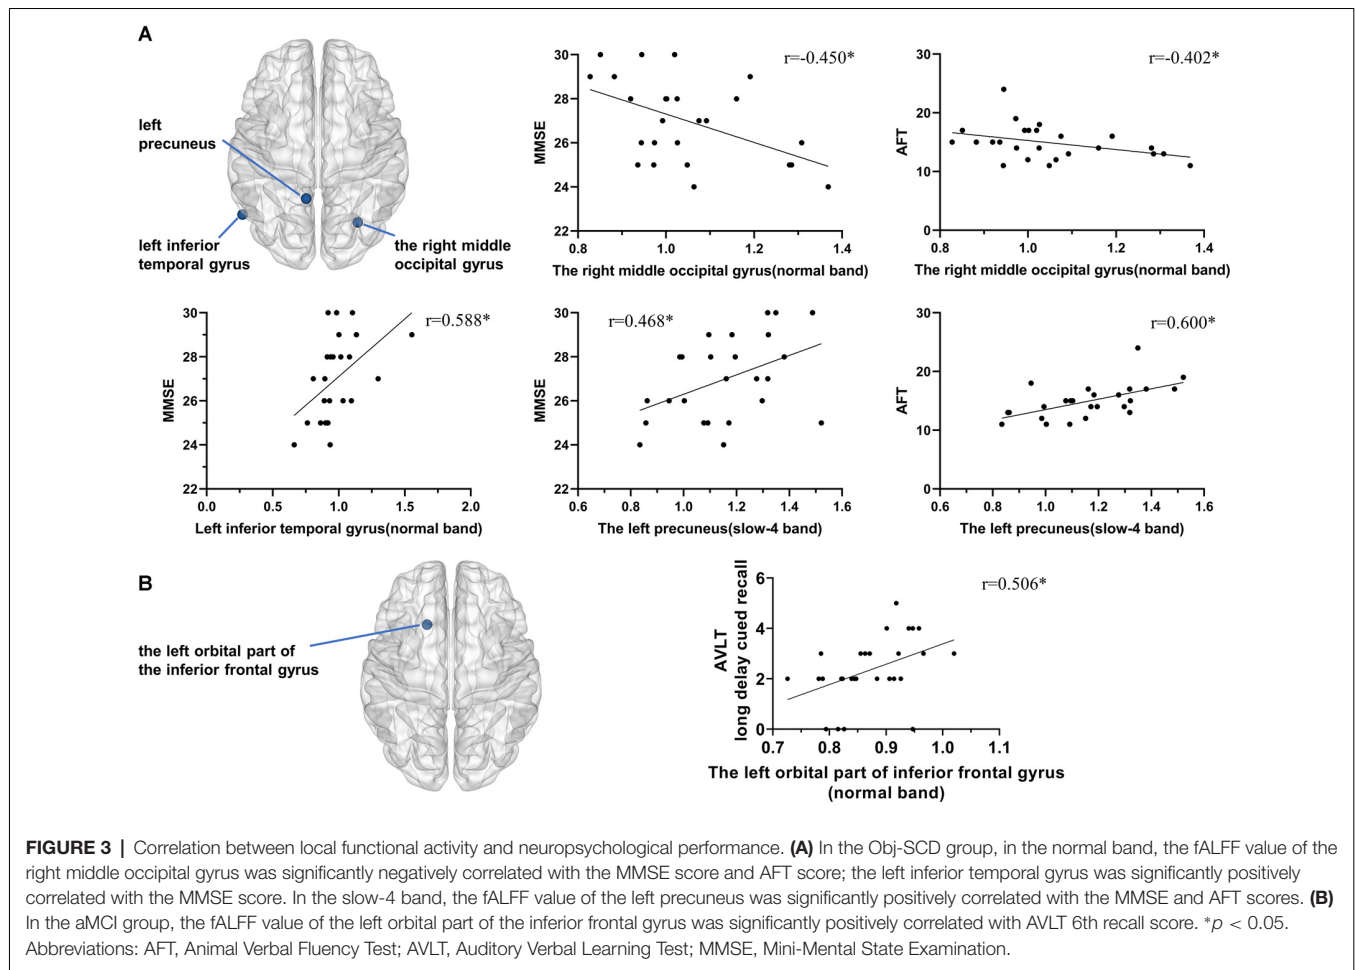 A
left
precuneus
left inferior
temporal gyrus
the right middle
occipital gyrus
MMSE
30
28
26
24
22
0.8
1.0
1.2
1.4
r=-0.450*
The right middle occipital gyrus(normal band)
AFT
30
20
10
0
0.8
1.0
1.2
1.4
r=-0.402*
The right middle occipital gyrus(normal band)
MMSE
30
28
26
24
22
0.0
0.5
1.0
1.5
2.0
r=0.588*
Left inferior temporal gyrus(normal band)
MMSE
30
28
26
24
22
0.6
0.8
1.0
1.2
1.4
1.6
r=0.468*
The left precuneus(slow-4 band)
AFT
30
20
10
0
0.6
0.8
1.0
1.2
1.4
1.6
r=0.600*
The left precuneus(slow-4 band)
B
the left orbital part of
the inferior frontal gyrus
AVLT
long delay cued recall
6
4
2
0
0.7
0.8
0.9
1.0
1.1
r=0.506*
The left orbital part of inferior frontal gyrus
(normal band)
FIGURE 3 | Correlation between local functional activity and neuropsychological performance. (A) In the Obj-SCD group, in the normal band, the fALFF value of the
right middle occipital gyrus was significantly negatively correlated with the MMSE score and AFT score; the left inferior temporal gyrus was significantly positively
correlated with the MMSE score. In the slow-4 band, the fALFF value of the left precuneus was significantly positively correlated with the MMSE and AFT scores. (B)
In the aMCI group, the fALFF value of the left orbital part of the inferior frontal gyrus was significantly positively correlated with AVLT 6th recall score. *p < 0.05.
Abbreviations: AFT, Animal Verbal Fluency Test; AVLT, Auditory Verbal Learning Test; MMSE, Mini-Mental State Examination.